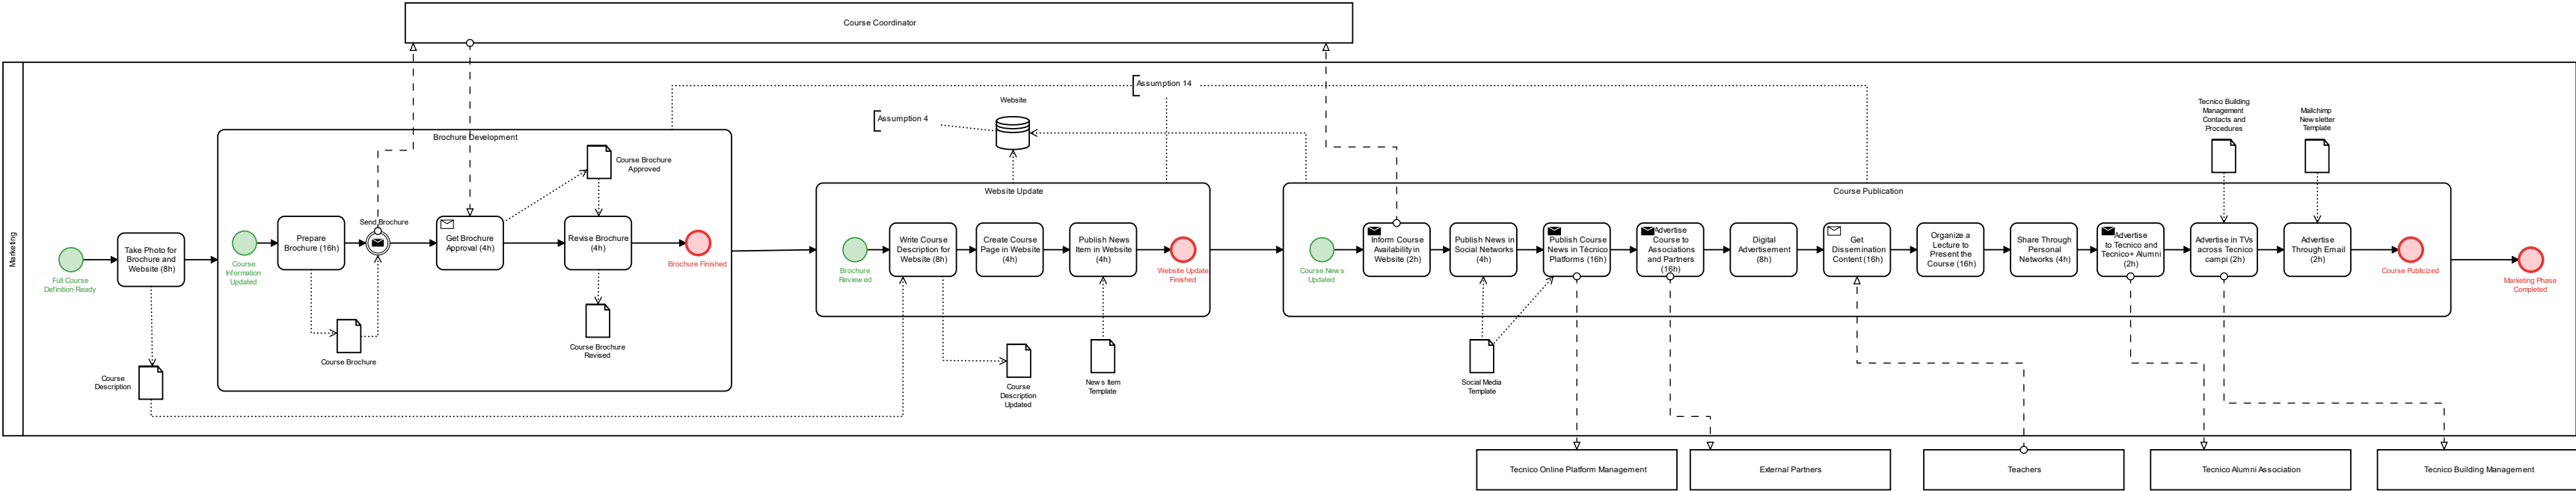 Course Coordinator
Marketing
Full Course
Definition Ready
Take Photo for
Brochure and
Website (8h)
Course
Description
Brochure Development
Course
Information
Updated
Prepare
Brochure (16h)
Course Brochure
Send Brochure
Get Brochure
Approval (4h)
Course Brochure
Approved
Revise Brochure
(4h)
Course Brochure
Revised
Brochure Finished
Assumption 14
Assumption 4
Website
Website Update
Brochure
Reviewed
Write Course
Description for
Website (8h)
Create Course
Page in Website
(4h)
Publish News
Item in Website
(4h)
Website Update
Finished
Course
Description
Updated
News Item
Template
Course Publication
Course News
Updated
Inform Course
Availability in
Website (2h)
Publish News in
Social Networks
(4h)
Publish Course
News in Técnico
Platforms (16h)
Advertise
Course to
Associations
and Partners
(16h)
Digital
Advertisement
(8h)
Get
Dissemination
Content (16h)
Organize a
Lecture to
Present the
Course (16h)
Share Through
Personal
Networks (4h)
Advertise
to Tecnico and
Tecnico+ Alumni
(2h)
Advertise in TVs
across Tecnico
campi (2h)
Advertise
Through Email
(2h)
Course Publicized
Social Media
Template
Tecnico Building
Management
Contacts and
Procedures
Mailchimp
Newsletter
Template
Marketing Phase
Completed
Tecnico Online Platform Management
External Partners
Teachers
Tecnico Alumni Association
Tecnico Building Management